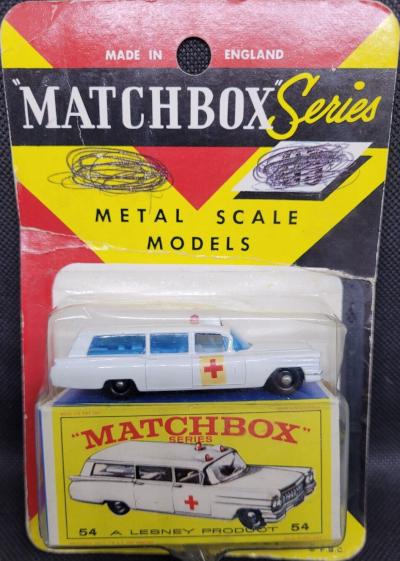 MADE IN ENGLAND
"MATCHBOX" Series
METAL SCALE
MODELS
"MATCHBOX"
SERIES
54 A LESNEY PRODUCT 54